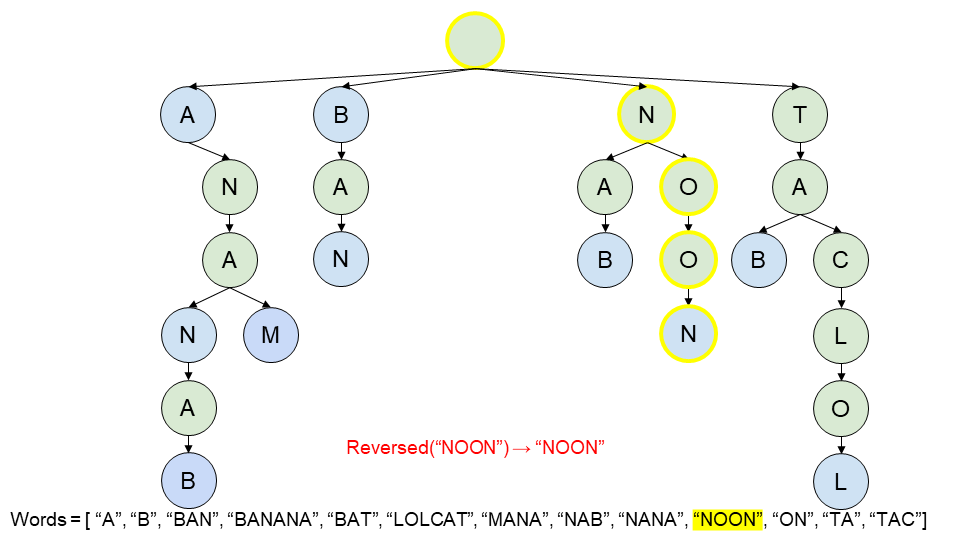 A B N T
N A A O A
A N B O B C
N M N L
A O
Reversed(“NOON”) → “NOON”
B L
Words = [ “A”, “B”, “BAN”, “BANANA”, “BAT”, “LOLCAT”, “MANA”, “NAB”, “NANA”, “NOON”, “ON”, “TA”, “TAC”]